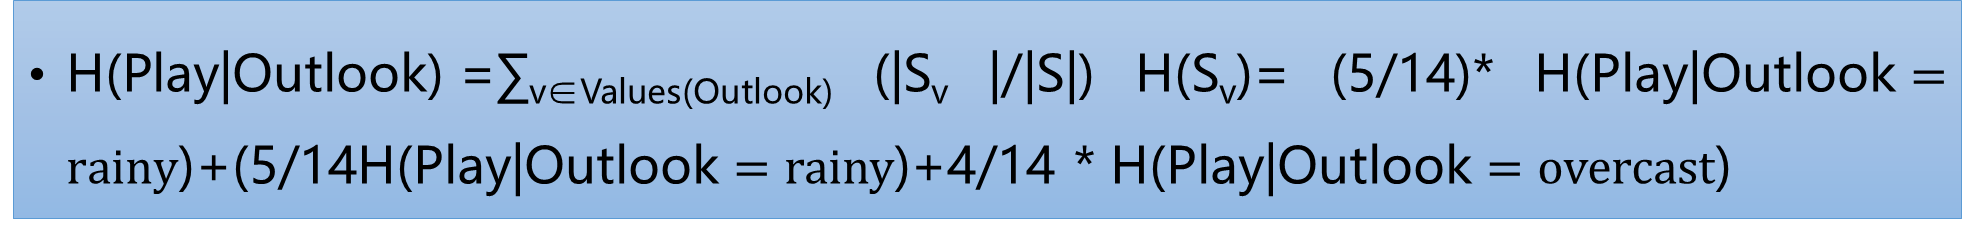 • H(Play|Outlook) =∑v∈Values(Outlook) (|Sv |/|S|) H(Sv)= (5/14)* H(Play|Outlook =
rainy)+(5/14H(Play|Outlook = rainy)+4/14 * H(Play|Outlook = overcast)